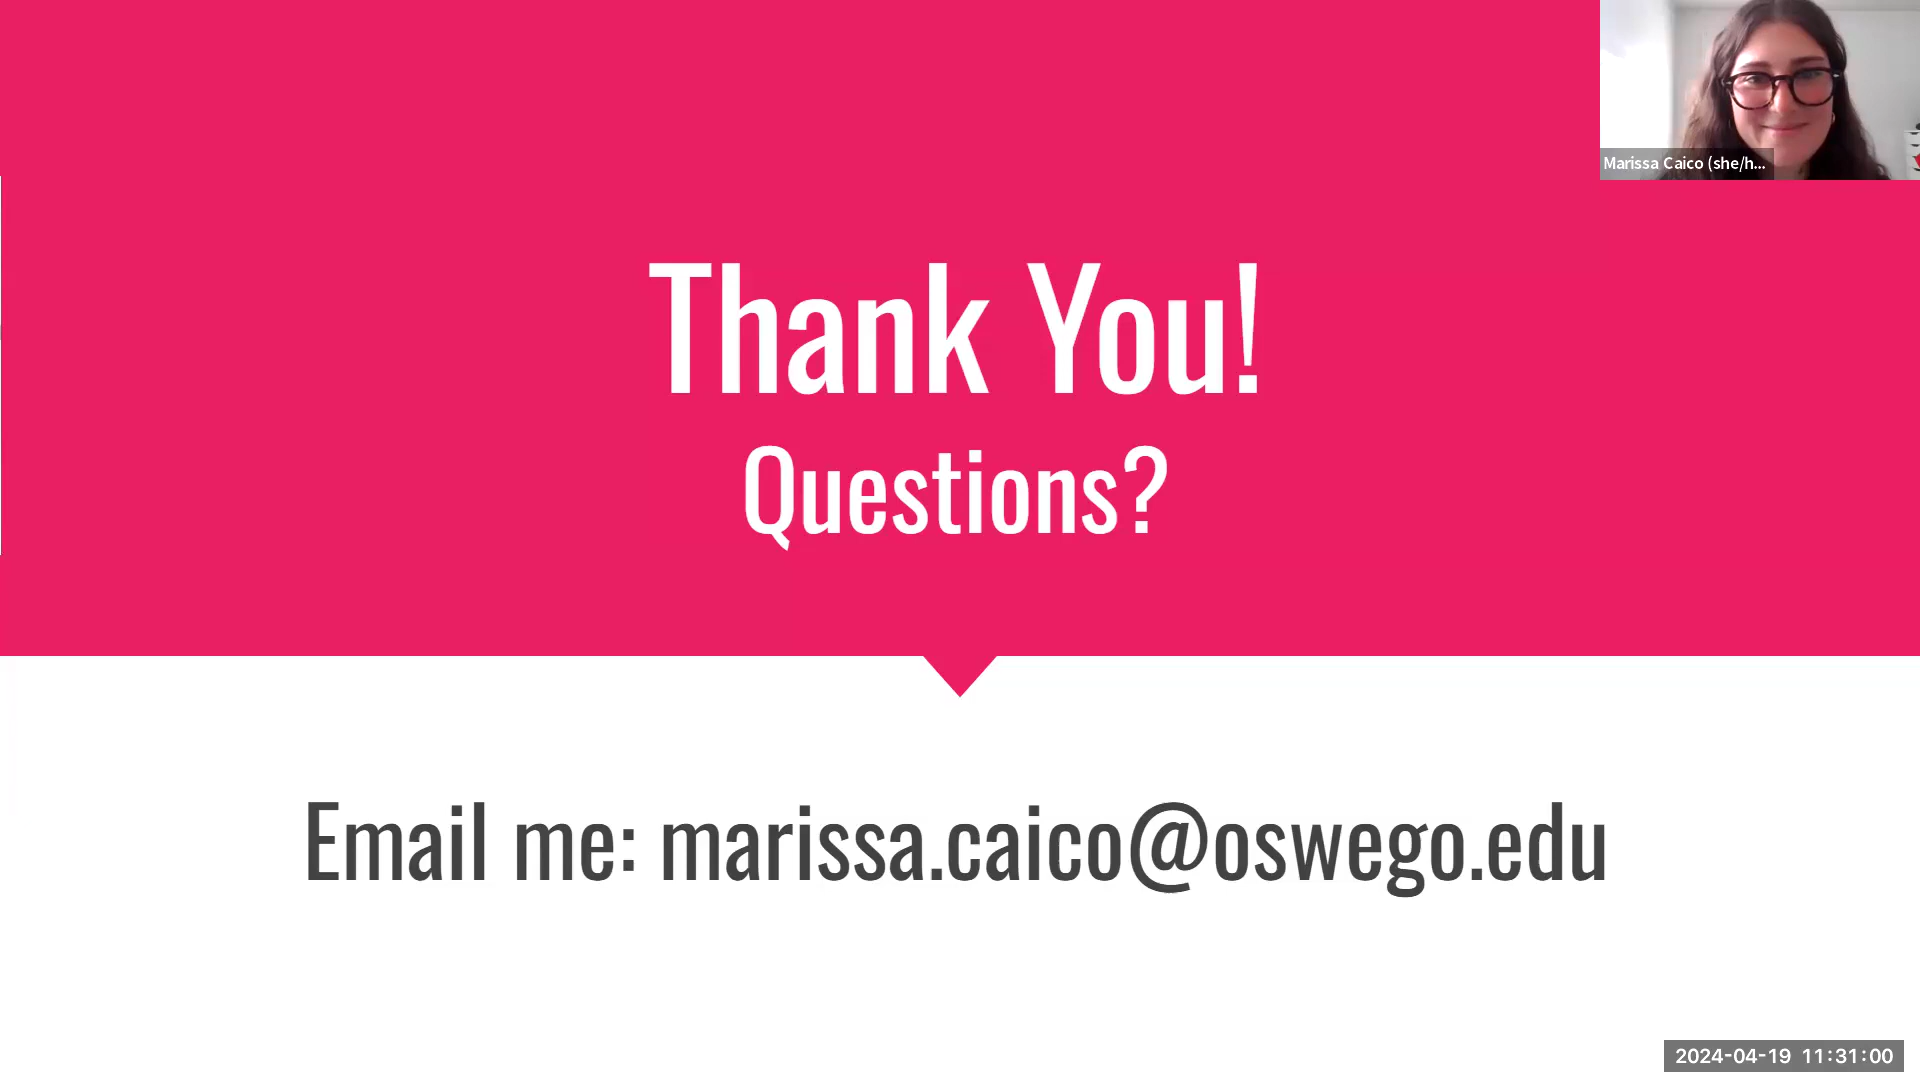 Marissa Caico (she/h...
Thank You!
Questions?
Email me: marissa.caico@oswego.edu
2024-04-19 11:31:00